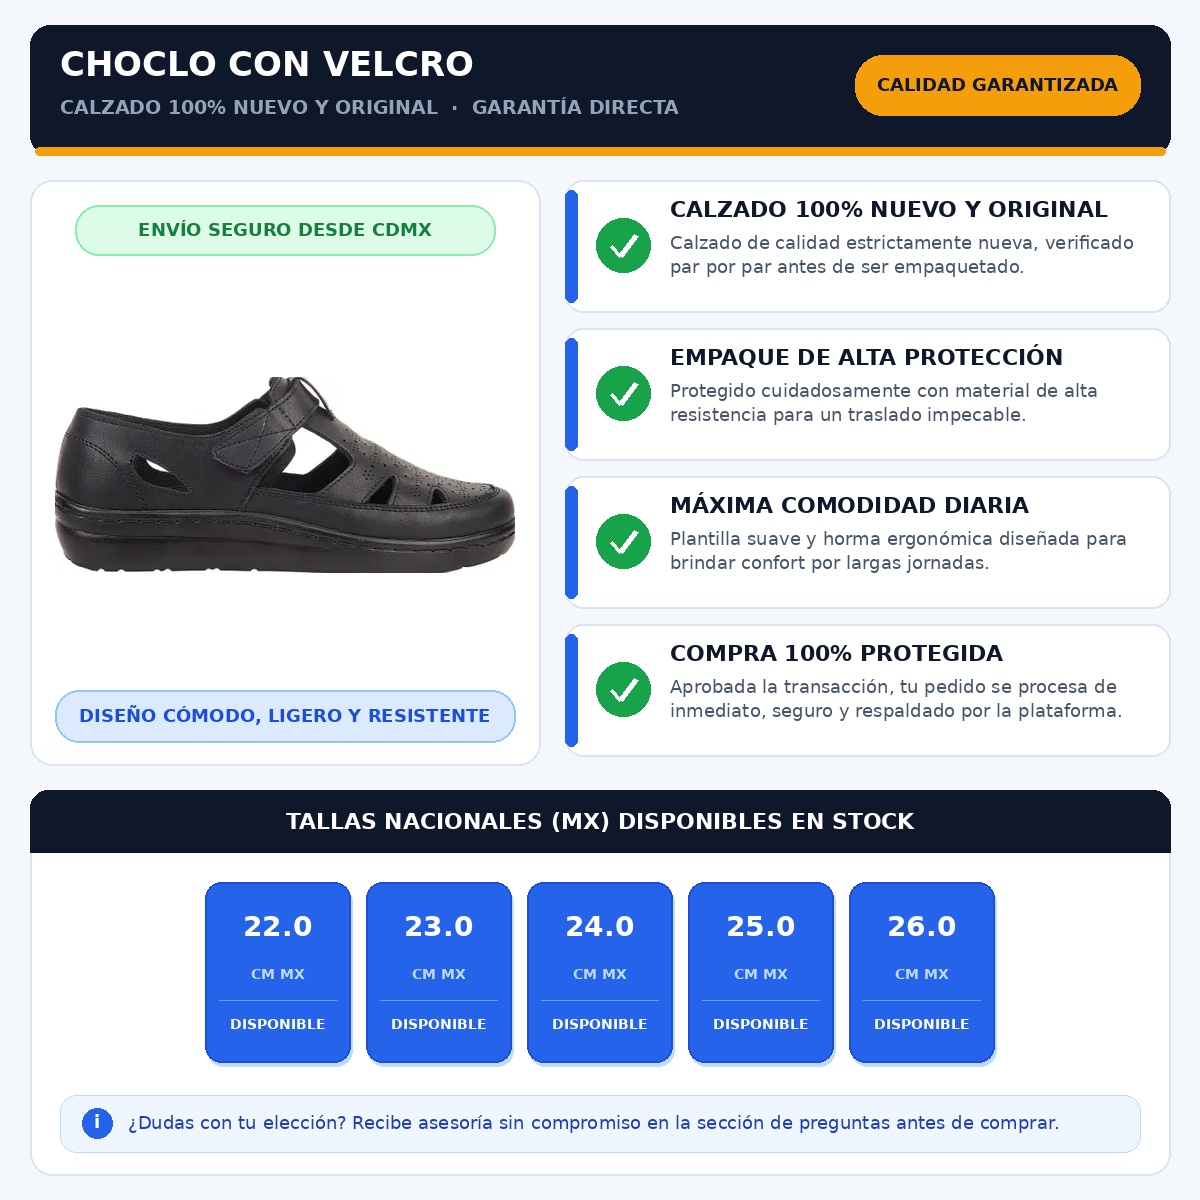 CHOCLO CON VELCRO
CALZADO 100% NUEVO Y ORIGINAL · GARANTÍA DIRECTA
CALIDAD GARANTIZADA
ENVÍO SEGURO DESDE CDMX
DISEÑO CÓMODO, LIGERO Y RESISTENTE
CALZADO 100% NUEVO Y ORIGINAL
Calzado de calidad estrictamente nueva, verificado
par por par antes de ser empaquetado.
EMPAQUE DE ALTA PROTECCIÓN
Protegido cuidadosamente con material de alta
resistencia para un traslado impecable.
MÁXIMA COMODIDAD DIARIA
Plantilla suave y horma ergonómica diseñada para
brindar confort por largas jornadas.
COMPRA 100% PROTEGIDA
Aprobada la transacción, tu pedido se procesa de
inmediato, seguro y respaldado por la plataforma.
TALLAS NACIONALES (MX) DISPONIBLES EN STOCK
22.0
CM MX
DISPONIBLE
23.0
CM MX
DISPONIBLE
24.0
CM MX
DISPONIBLE
25.0
CM MX
DISPONIBLE
26.0
CM MX
DISPONIBLE
i ¿Dudas con tu elección? Recibe asesoría sin compromiso en la sección de preguntas antes de comprar.